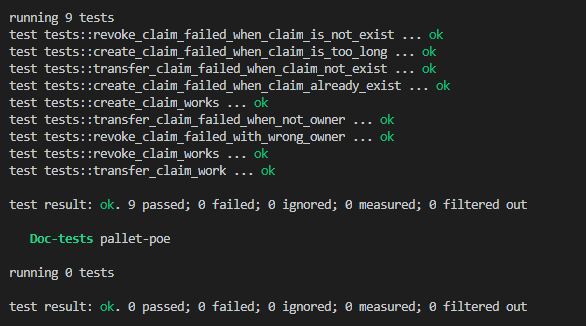 running 9 tests
test tests::revoke_claim_failed_when_claim_is_not_exist ... ok
test tests::create_claim_failed_when_claim_is_too_long ... ok
test tests::transfer_claim_failed_when_claim_not_exist ... ok
test tests::create_claim_failed_when_claim_already_exist ... ok
test tests::create_claim_works ... ok
test tests::transfer_claim_failed_when_not_owner ... ok
test tests::revoke_claim_failed_with_wrong_owner ... ok
test tests::revoke_claim_works ... ok
test tests::transfer_claim_work ... ok
test result: ok. 9 passed; 0 failed; 0 ignored; 0 measured; 0 filtered out
Doc-tests pallet-poe
running 0 tests
test result: ok. 0 passed; 0 failed; 0 ignored; 0 measured; 0 filtered out